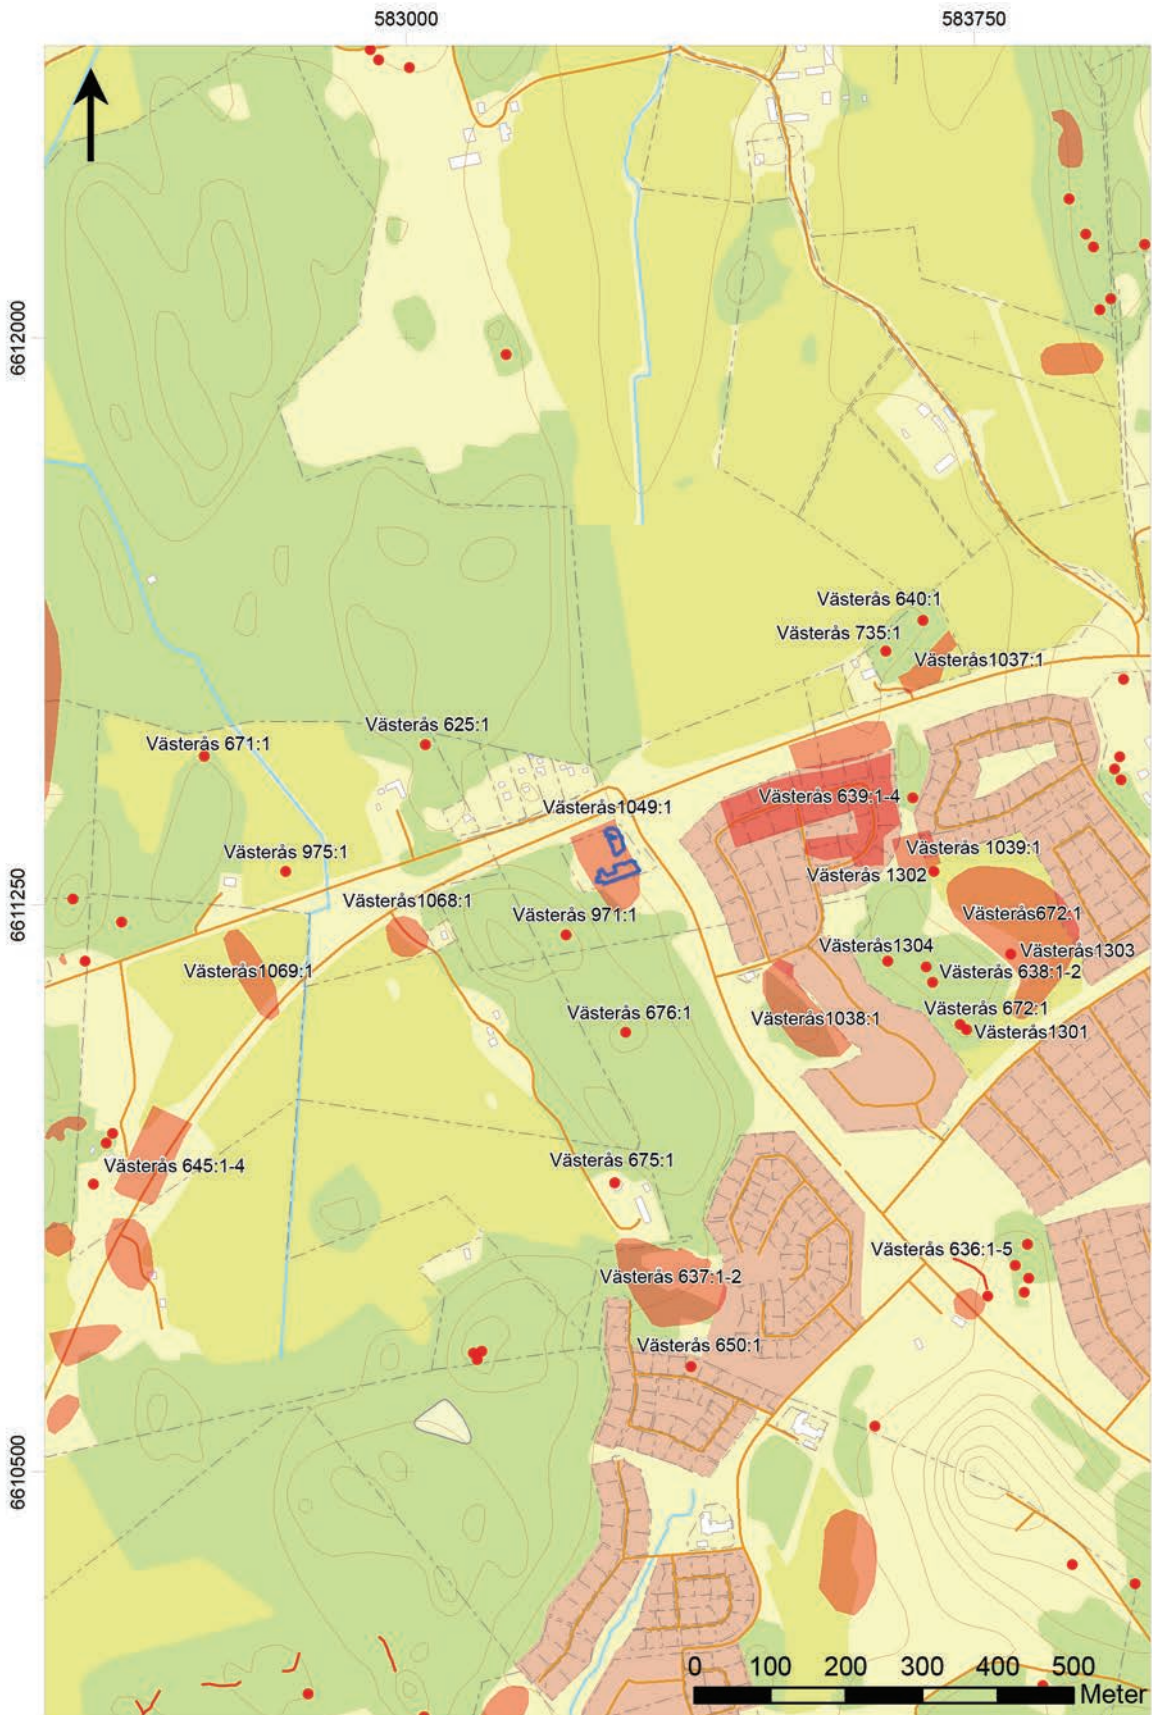 583000
583750
6612000
Västerås 640:1
Västerås 735:1
Västerås1037:1
Västerås 625:1
Västerås 671:1
Västerås 639:1-4
Västerås1049:1
Västerås 1039:1
Västerås 975:1
Västerås 1302
6611250
Västerås1068:1
Västerås 971:1
Västerås672:1
Västerås1304
Västerås1303
Västerås1069:1
Västerås 638:1-2
Västerås 676:1
Västerås1038:1
Västerås 672:1
Västerås1301
Västerås 645:1-4
Västerås 675:1
Västerås 636:1-5
Västerås 637:1-2
Västerås 650:1
6610500
0 100 200 300 400 500
Meter